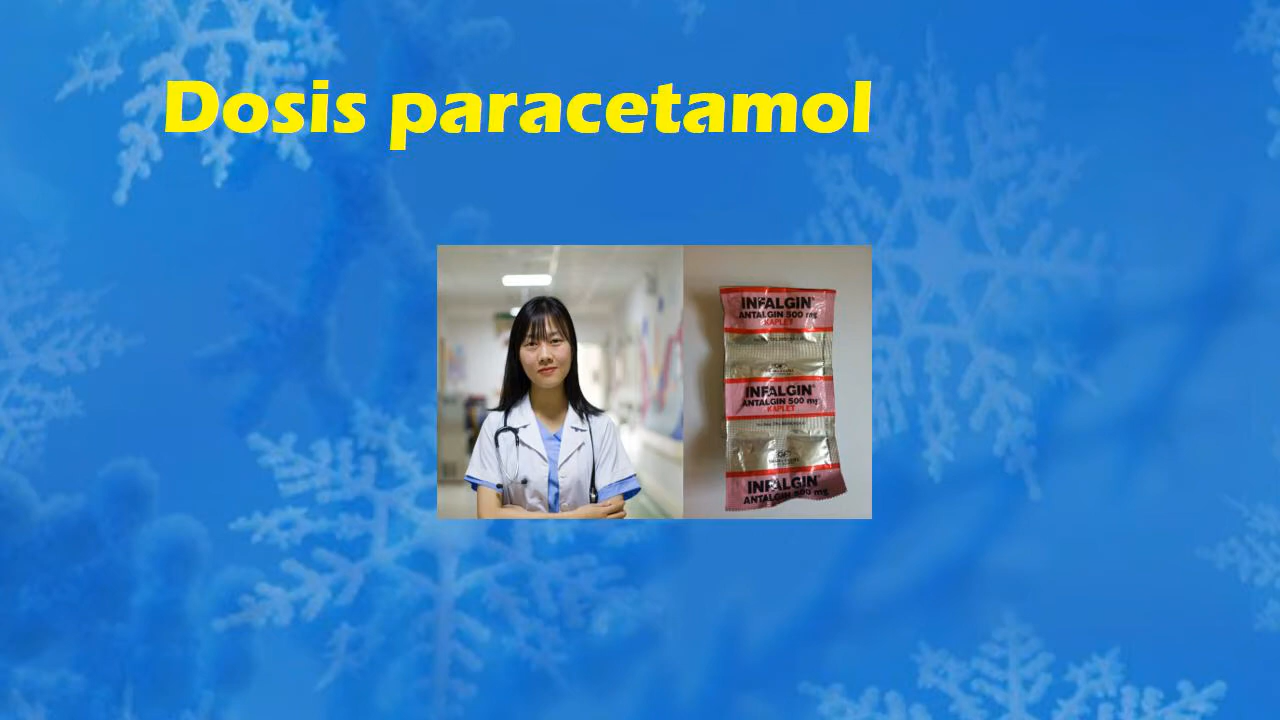 Dosis paracetamol
INFALGIN®
ANTALGIN 500 mg
KAPLET
INFALGIN®
ANTALGIN 500 mg
KAPLET
INFALGIN®
ANTALGIN 500 mg